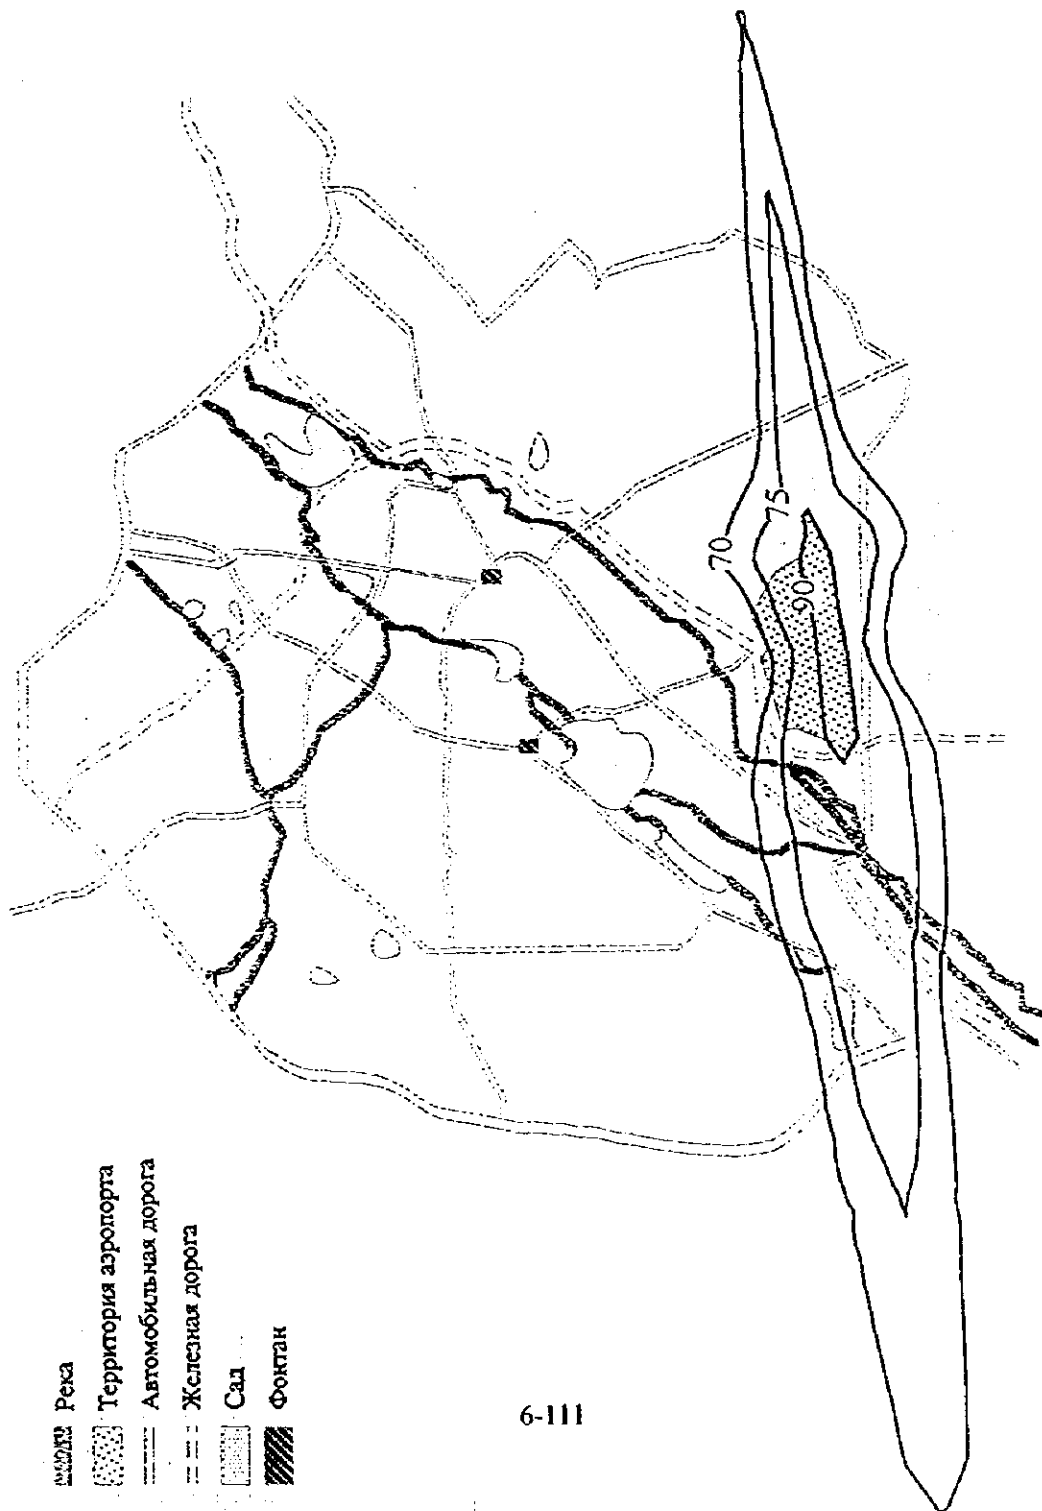 Река
Территория аэропорта
Автомобильная дорога
Железная дорога
Сад
Фонтан
70
75
90
6-111